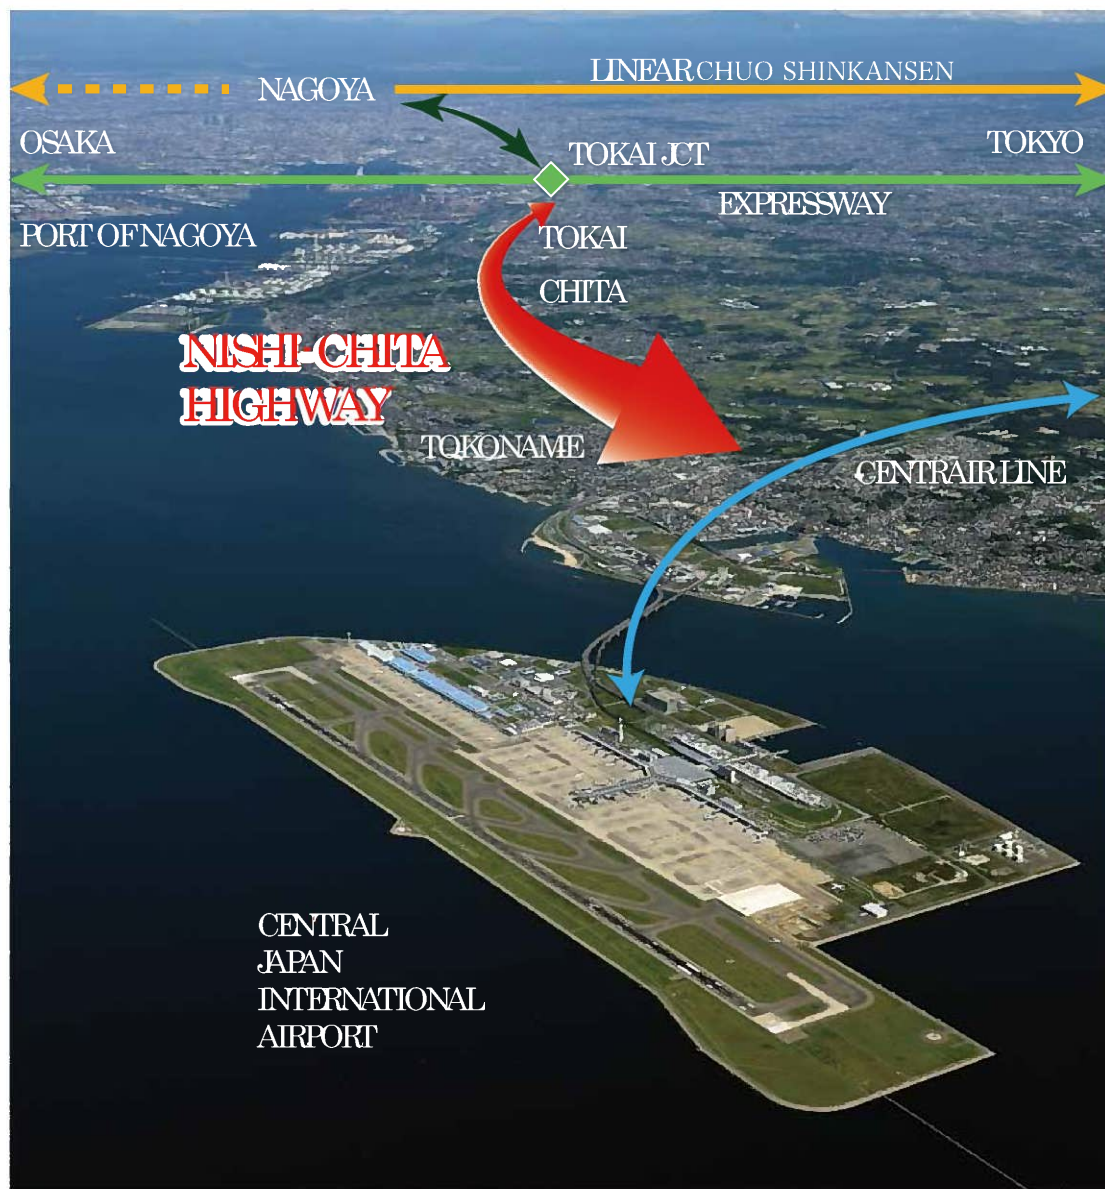 LINEAR CHUO SHINKANSEN
NAGOYA
OSAKA
TOKAI JCT
TOKYO
EXPRESSWAY
PORT OF NAGOYA
TOKAI
CHITA
NISHI-CHITA
HIGHWAY
TOKONAME
CENTRAIR LINE
CENTRAL
JAPAN
INTERNATIONAL
AIRPORT